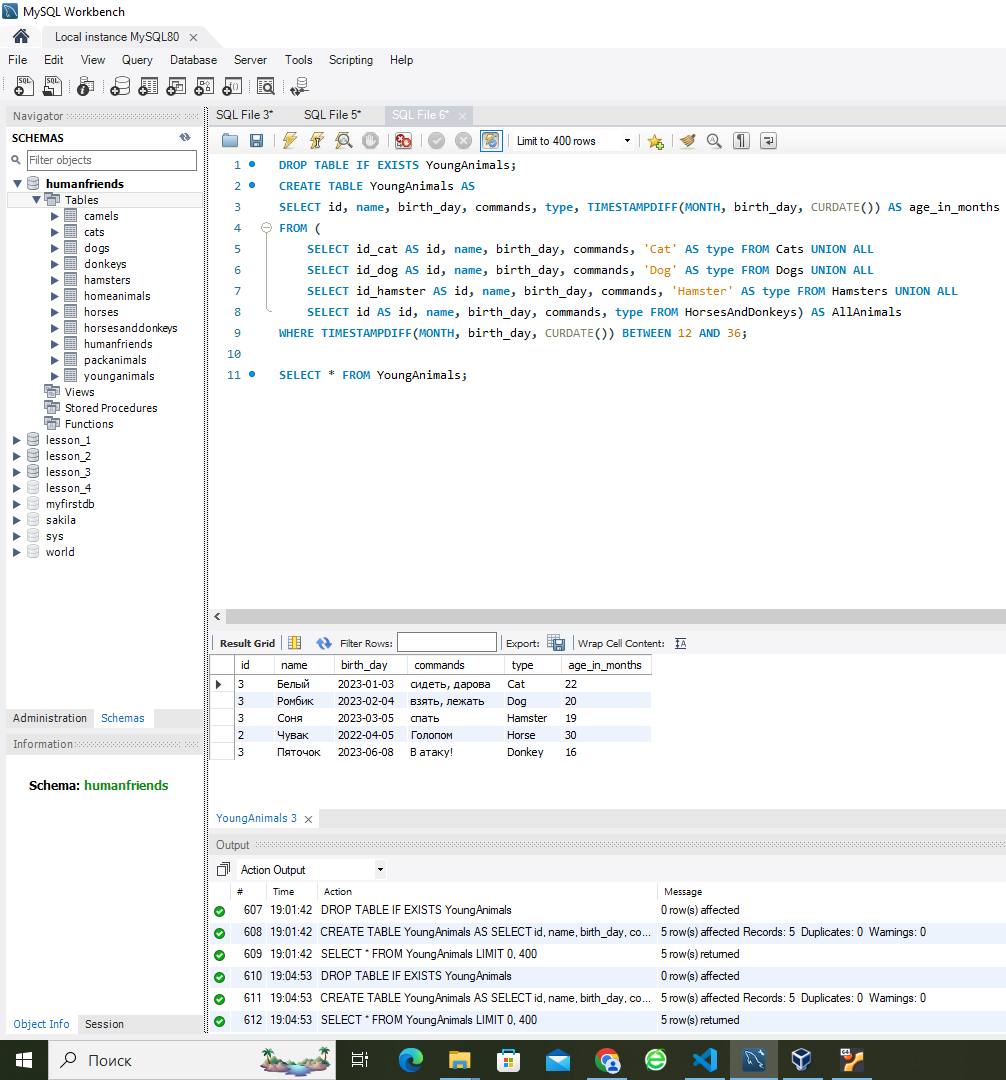 MySQL Workbench
Local instance MySQL80
File Edit View Query Database Server Tools Scripting Help
Navigator
SCHEMAS
Filter objects
humanfriends
Tables
camels
cats
dogs
donkeys
hamsters
homeanimals
horses
horsesanddonkeys
humanfriends
packanimals
younganimals
Views
Stored Procedures
Functions
lesson_1
lesson_2
lesson_3
lesson_4
myfirstdb
sakila
sys
world
Administration Schemas
Information
Schema: humanfriends
Object Info Session
SQL File 3* SQL File 5* SQL File 6*
Limit to 400 rows
1 DROP TABLE IF EXISTS YoungAnimals;
2 CREATE TABLE YoungAnimals AS
3 SELECT id, name, birth_day, commands, type, TIMESTAMPDIFF(MONTH, birth_day, CURDATE()) AS age_in_months
4 FROM (
5 SELECT id_cat AS id, name, birth_day, commands, 'Cat' AS type FROM Cats UNION ALL
6 SELECT id_dog AS id, name, birth_day, commands, 'Dog' AS type FROM Dogs UNION ALL
7 SELECT id_hamster AS id, name, birth_day, commands, 'Hamster' AS type FROM Hamsters UNION ALL
8 SELECT id AS id, name, birth_day, commands, type FROM HorsesAndDonkeys) AS AllAnimals
9 WHERE TIMESTAMPDIFF(MONTH, birth_day, CURDATE()) BETWEEN 12 AND 36;
10
11 SELECT * FROM YoungAnimals;
Result Grid Filter Rows: Export: Wrap Cell Content:
id name birth_day commands type age_in_months
3 Белый 2023-01-03 сидеть, дарова Cat 22
3 Ромбик 2023-02-04 взять, лежать Dog 20
3 Соня 2023-03-05 спать Hamster 19
2 Чувак 2022-04-05 Голопом Horse 30
3 Пяточок 2023-06-08 В атаку! Donkey 16
YoungAnimals 3
Output
Action Output
# Time Action Message
607 19:01:42 DROP TABLE IF EXISTS YoungAnimals 0 row(s) affected
608 19:01:42 CREATE TABLE YoungAnimals AS SELECT id, name, birth_day, co... 5 row(s) affected Records: 5 Duplicates: 0 Warnings: 0
609 19:01:42 SELECT * FROM YoungAnimals LIMIT 0, 400 5 row(s) returned
610 19:04:53 DROP TABLE IF EXISTS YoungAnimals 0 row(s) affected
611 19:04:53 CREATE TABLE YoungAnimals AS SELECT id, name, birth_day, co... 5 row(s) affected Records: 5 Duplicates: 0 Warnings: 0
612 19:04:53 SELECT * FROM YoungAnimals LIMIT 0, 400 5 row(s) returned
Поиск